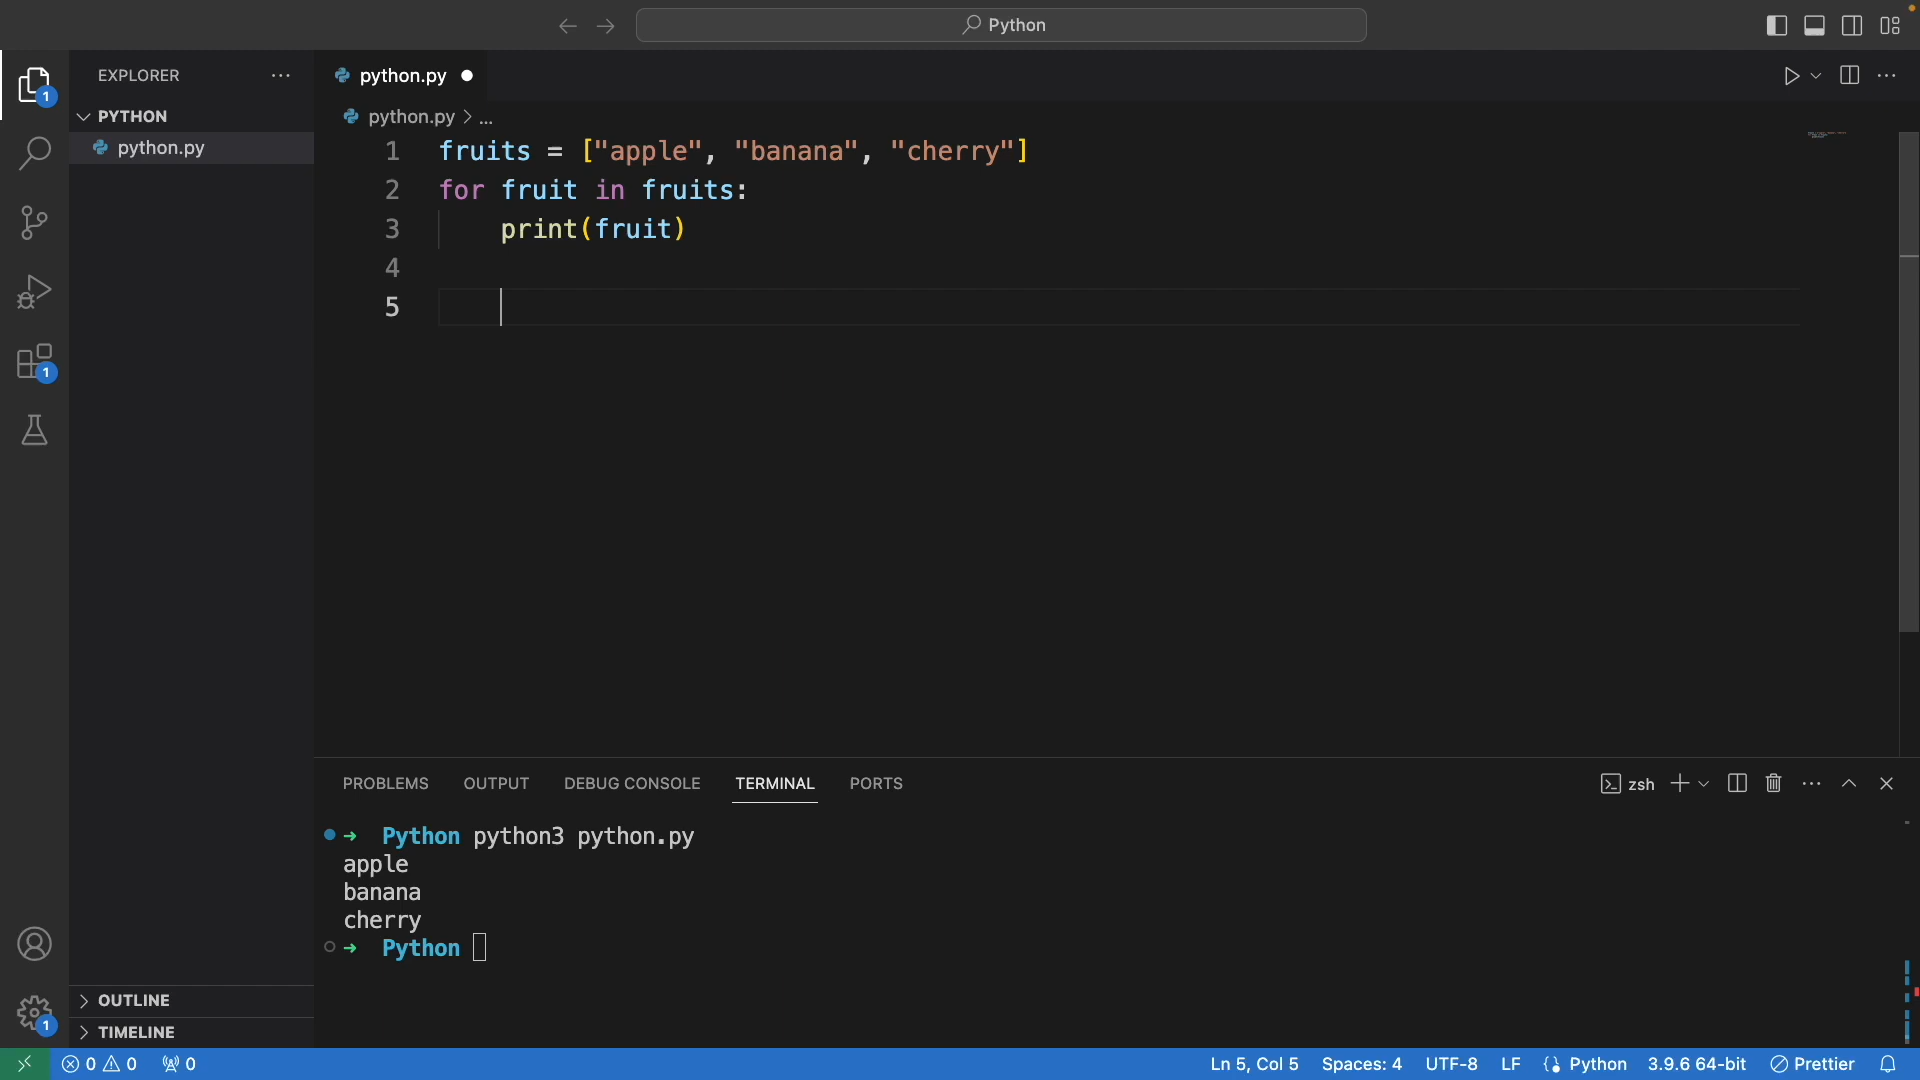 Python
EXPLORER
python.py
PYTHON
python.py > ...
python.py
1 fruits = ["apple", "banana", "cherry"]
2 for fruit in fruits:
3 print(fruit)
4
5
1
1
PROBLEMS OUTPUT DEBUG CONSOLE TERMINAL PORTS zsh
➜ Python python3 python.py
apple
banana
cherry
➜ Python
OUTLINE
1
TIMELINE
0 0 0 Ln 5, Col 5 Spaces: 4 UTF-8 LF Python 3.9.6 64-bit Prettier